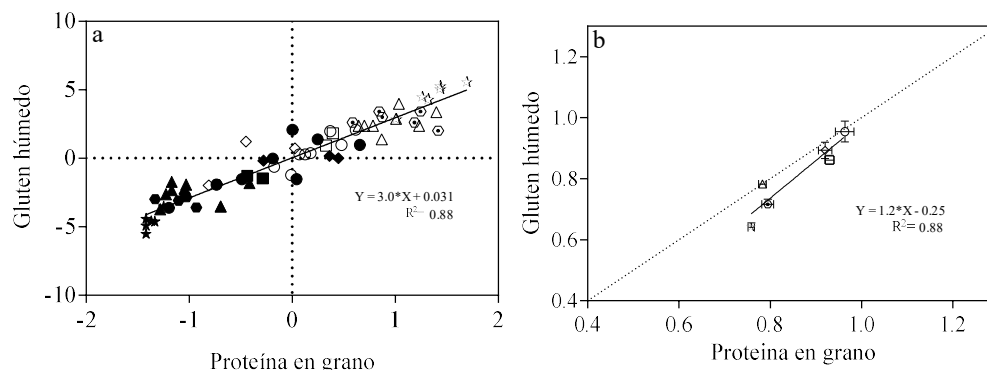 a
10
5
0
-5
-10
Gluten húmedo
Y = 3.0*X + 0.031
R2= 0.88
-2
-1
0
1
2
Proteína en grano
b
1.2
1.0
0.8
0.6
0.4
Gluten húmedo
Y = 1.2*X - 0.25
R2= 0.88
0.4
0.6
0.8
1.0
1.2
Proteina en grano